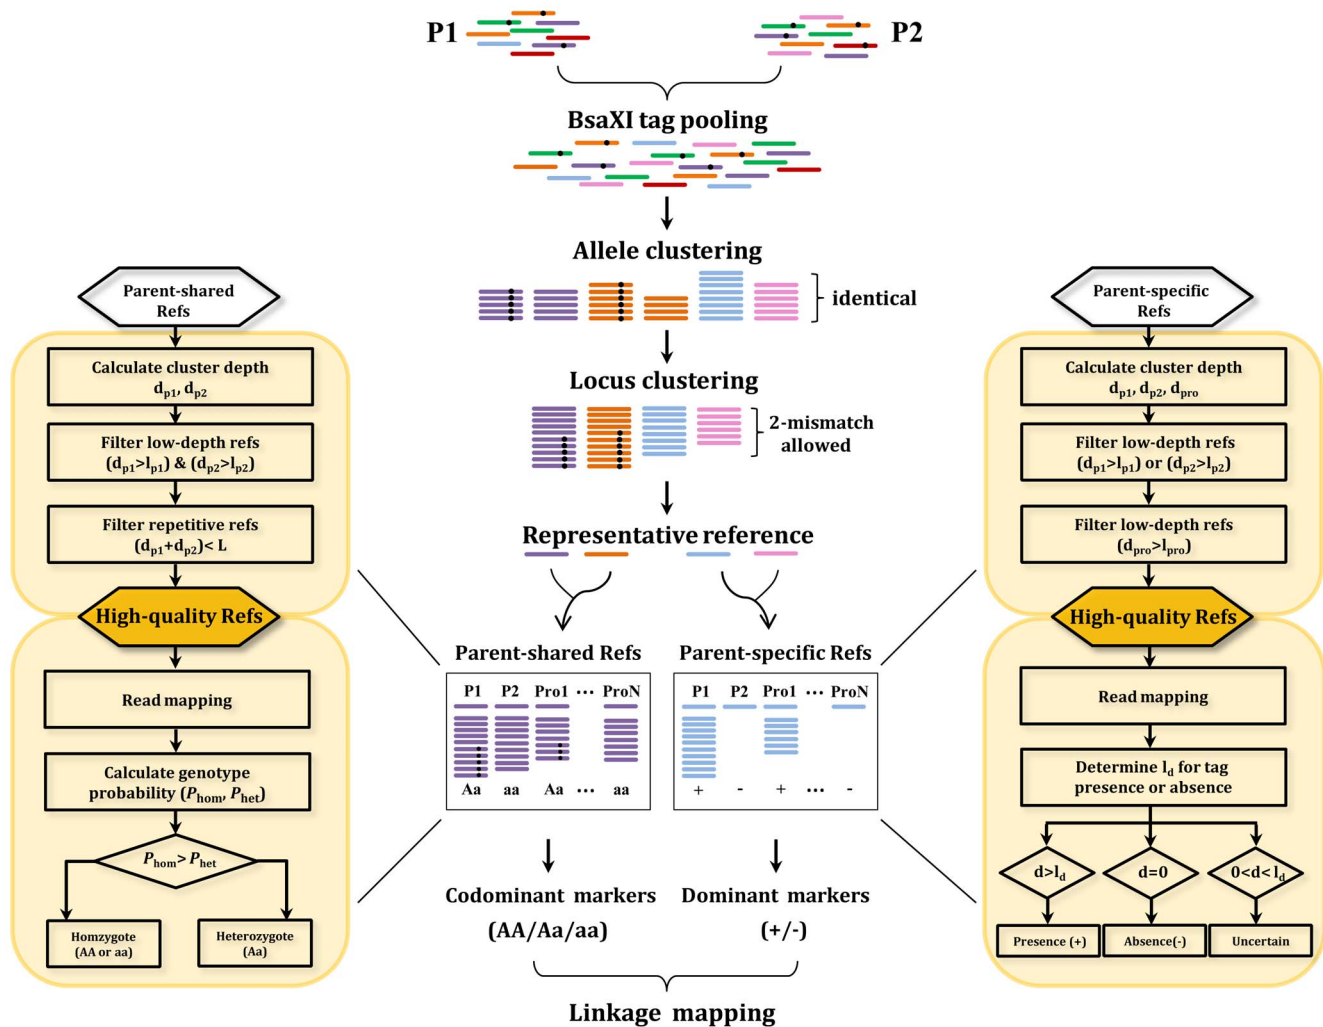 P1
P2
BsaXI tag pooling
Allele clustering
identical
Locus clustering
2-mismatch
allowed
Representative reference
Parent-shared Refs
Parent-specific Refs
P1 P2 Pro1 ··· ProN
Aa aa Aa ··· aa
P1 P2 Pro1 ··· ProN
+ - + ··· -
Codominant markers
(AA/Aa/aa)
Dominant markers
(+/-)
Linkage mapping
Parent-shared
Refs
Calculate cluster depth
dp1, dp2
Filter low-depth refs
(dp1>lp1) & (dp2>lp2)
Filter repetitive refs
(dp1+dp2)< L
High-quality Refs
Read mapping
Calculate genotype
probability (Phom, Phet)
Phom> Phet
Homzygote
(AA or aa)
Heterozygote
(Aa)
Parent-specific
Refs
Calculate cluster depth
dp1, dp2, dpro
Filter low-depth refs
(dp1>lp1) or (dp2>lp2)
Filter low-depth refs
(dpro>lpro)
High-quality Refs
Read mapping
Determine ld for tag
presence or absence
d>ld
d=0
0<d< ld
Presence (+)
Absence(-)
Uncertain